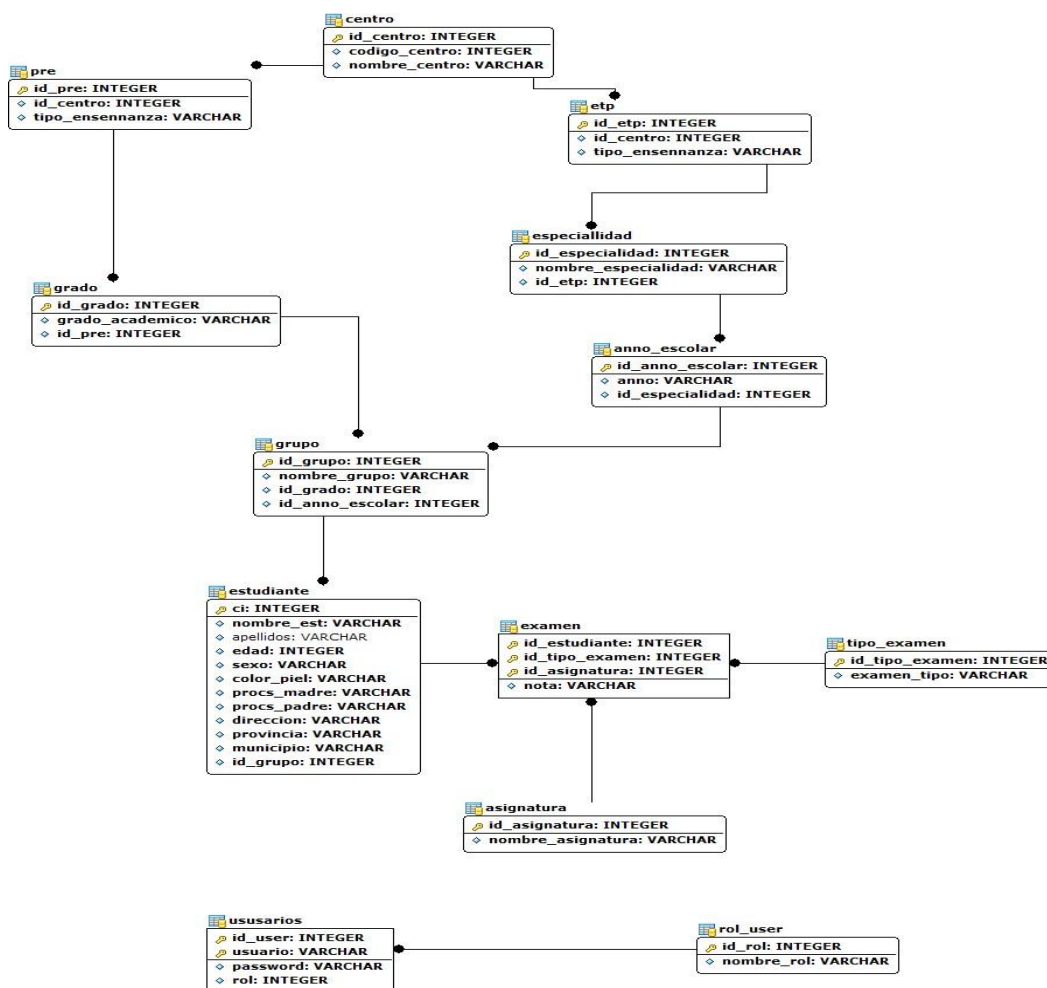 centro
id_centro: INTEGER
codigo_centro: INTEGER
nombre_centro: VARCHAR
pre
id_pre: INTEGER
id_centro: INTEGER
tipo_ensennanza: VARCHAR
etp
id_etp: INTEGER
id_centro: INTEGER
tipo_ensennanza: VARCHAR
especiallidad
id_especialidad: INTEGER
nombre_especialidad: VARCHAR
id_etp: INTEGER
grado
id_grado: INTEGER
grado_academico: VARCHAR
id_pre: INTEGER
anno_escolar
id_anno_escolar: INTEGER
anno: VARCHAR
id_especialidad: INTEGER
grupo
id_grupo: INTEGER
nombre_grupo: VARCHAR
id_grado: INTEGER
id_anno_escolar: INTEGER
estudiante
ci: INTEGER
nombre_est: VARCHAR
apellidos: VARCHAR
edad: INTEGER
sexo: VARCHAR
color_piel: VARCHAR
procs_madre: VARCHAR
procs_padre: VARCHAR
direccion: VARCHAR
provincia: VARCHAR
municipio: VARCHAR
id_grupo: INTEGER
examen
id_estudiante: INTEGER
id_tipo_examen: INTEGER
id_asignatura: INTEGER
nota: VARCHAR
tipo_examen
id_tipo_examen: INTEGER
examen_tipo: VARCHAR
asignatura
id_asignatura: INTEGER
nombre_asignatura: VARCHAR
ususarios
id_user: INTEGER
usuario: VARCHAR
password: VARCHAR
rol: INTEGER
rol_user
id_rol: INTEGER
nombre_rol: VARCHAR